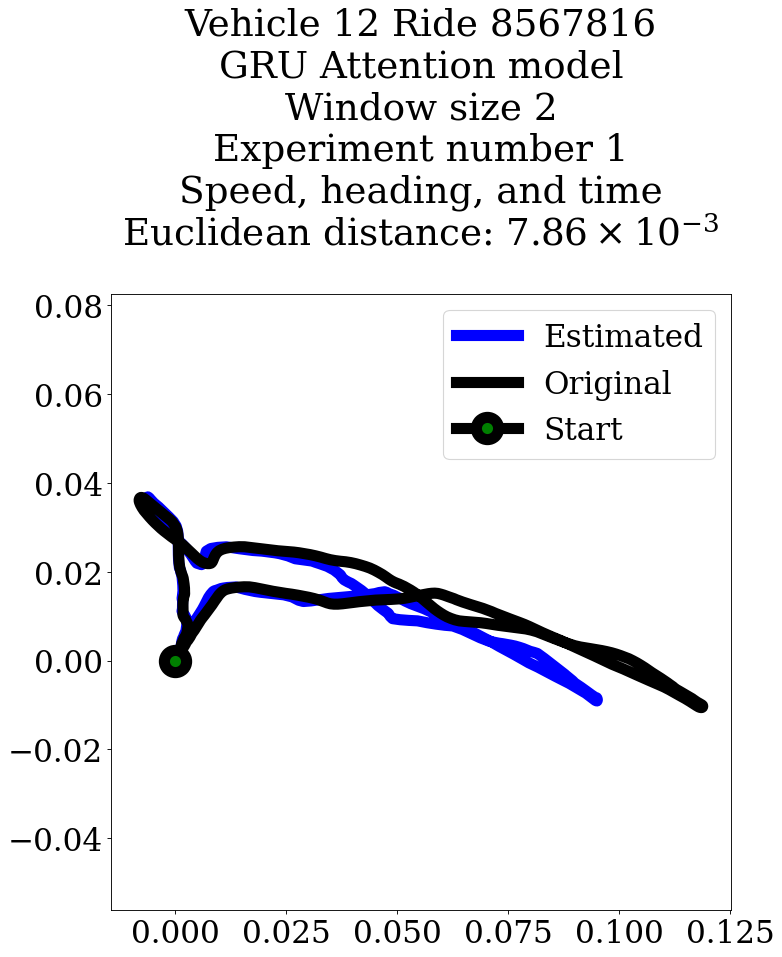 Vehicle 12 Ride 8567816
GRU Attention model
Window size 2
Experiment number 1
Speed, heading, and time
Euclidean distance: 7.86 × 10⁻³
Estimated
Original
Start
0.08
0.06
0.04
0.02
0.00
−0.02
−0.04
0.000 0.025 0.050 0.075 0.100 0.125